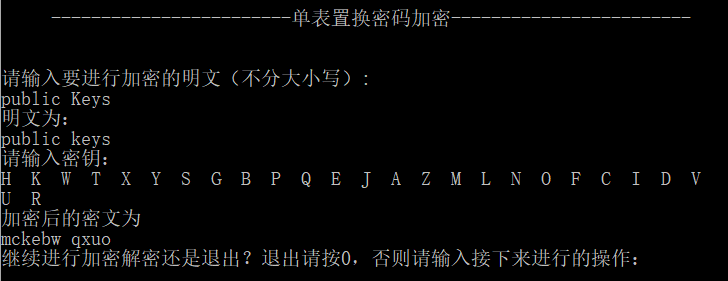 ------------------------单表置换密码加密------------------------
请输入要进行加密的明文（不分大小写）:
public Keys
明文为:
public keys
请输入密钥:
H K W T X Y S G B P Q E J A Z M L N O F C I D V
U R
加密后的密文为
mckebw qxuo
继续进行加密解密还是退出？退出请按0，否则请输入接下来进行的操作: